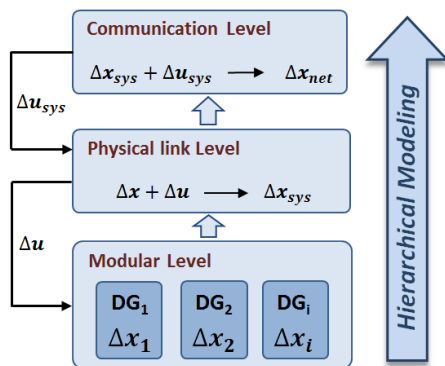 Communication Level
Δx_sys + Δu_sys ⟶ Δx_net
Δu_sys
Physical link Level
Δx + Δu ⟶ Δx_sys
Δu
Modular Level
DG₁ DG₂ DGᵢ
Δx₁ Δx₂ Δxᵢ
Hierarchical Modeling